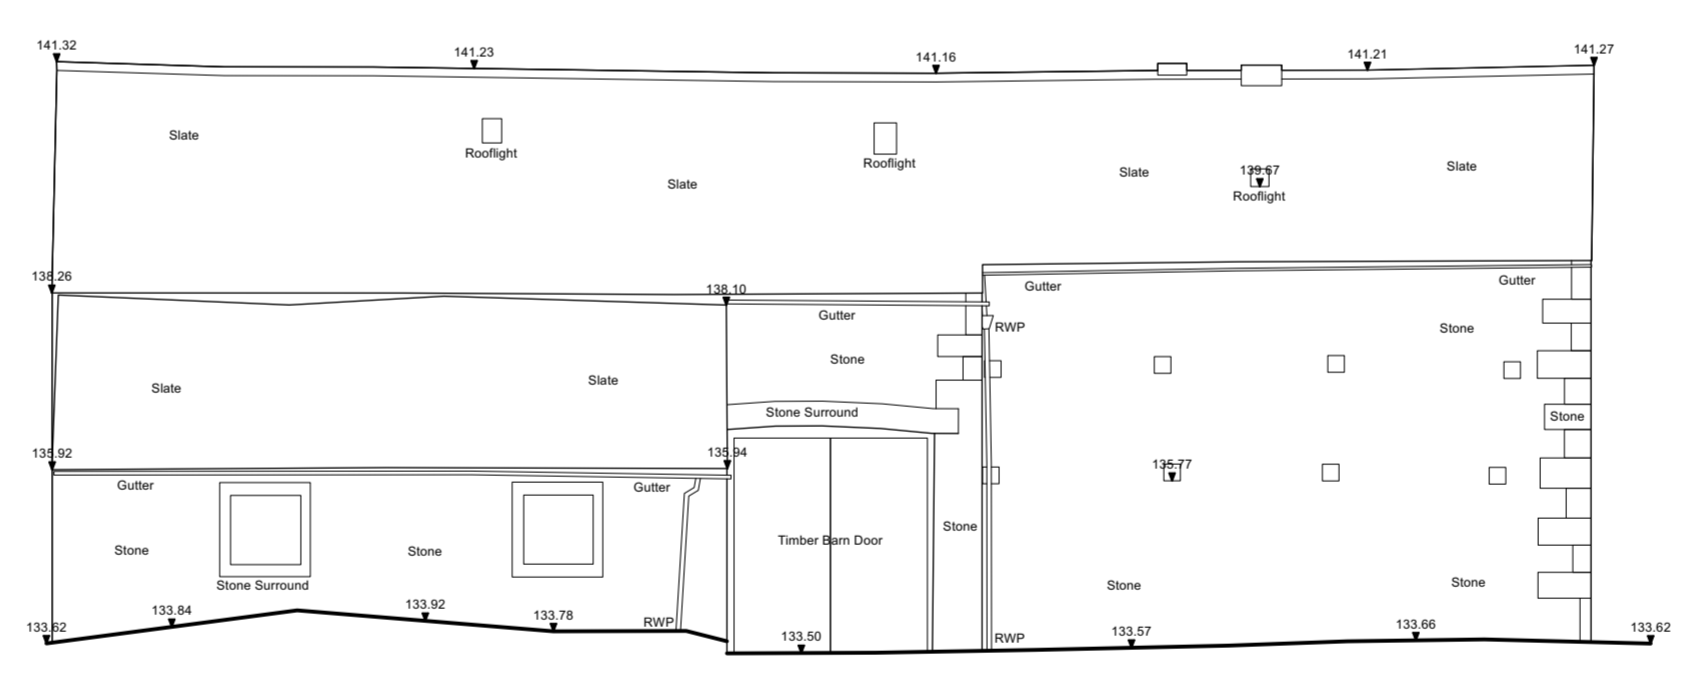 141.32
141.23
141.16
141.21
141.27
Slate
Rooflight
Rooflight
Slate
Slate
139.67
Rooflight
Slate
138.26
138.10
Gutter
Gutter
Gutter
RWP
Stone
Stone
Slate
Slate
Stone Surround
Stone
135.92
135.94
135.77
Gutter
Gutter
Stone
Stone
Stone
Timber Barn Door
Stone Surround
Stone
Stone
133.62
133.84
133.92
133.78
RWP
133.50
RWP
133.57
133.66
133.62